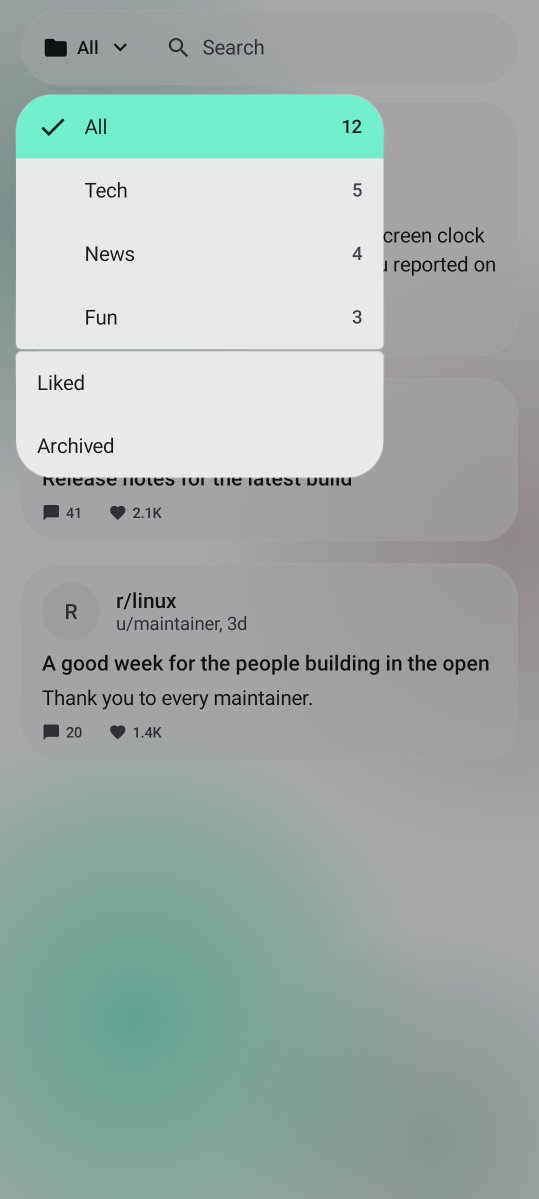 All
Search
All 12
Tech 5
News 4
Fun 3
Liked
Archived
screen clock
reported on
Release notes for the latest build
41 2.1K
R
r/linux
u/maintainer, 3d
A good week for the people building in the open
Thank you to every maintainer.
20 1.4K